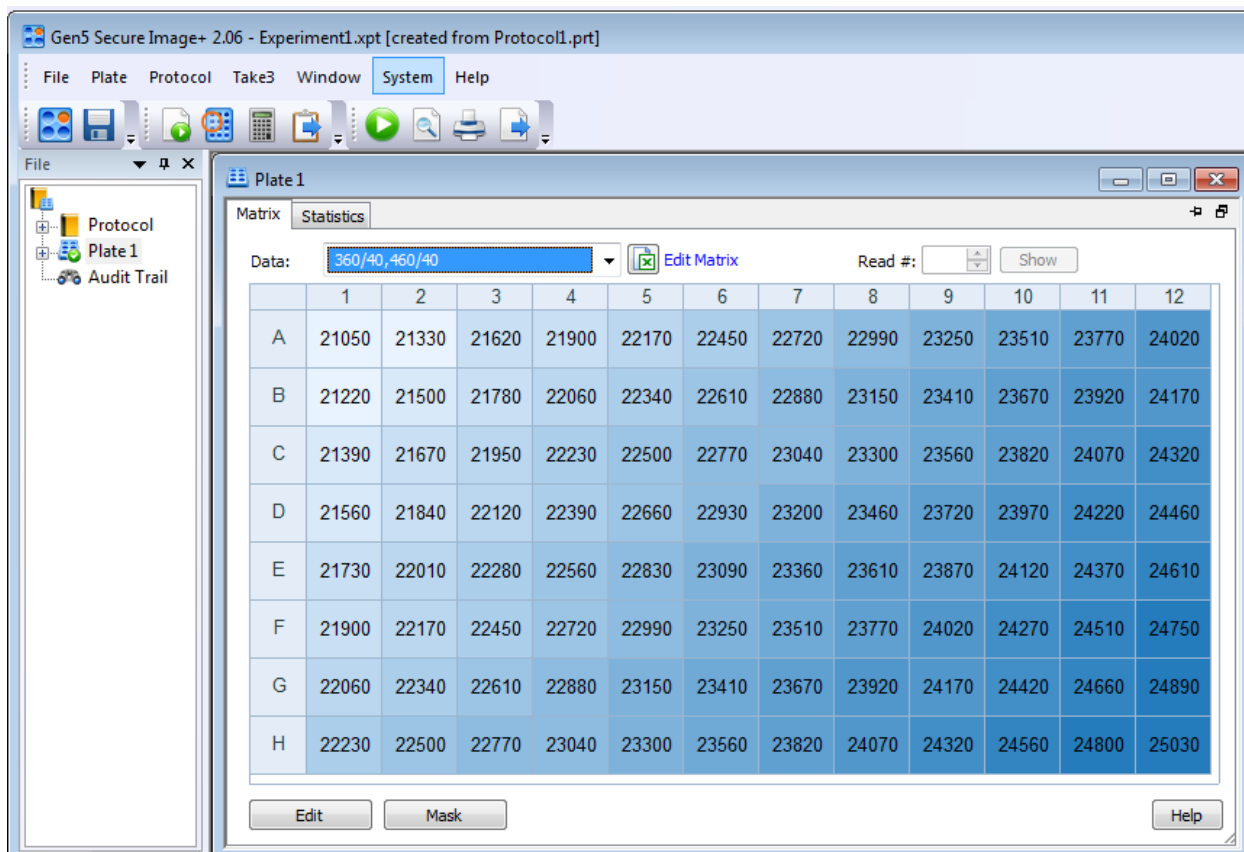 Gen5 Secure Image+ 2.06 - Experiment1.xpt [created from Protocol1.prt]
File Plate Protocol Take3 Window System Help
File
Protocol
Plate 1
Audit Trail
Plate 1
Matrix Statistics
Data: 360/40,460/40 Edit Matrix Read #: Show
1 2 3 4 5 6 7 8 9 10 11 12
A 21050 21330 21620 21900 22170 22450 22720 22990 23250 23510 23770 24020
B 21220 21500 21780 22060 22340 22610 22880 23150 23410 23670 23920 24170
C 21390 21670 21950 22230 22500 22770 23040 23300 23560 23820 24070 24320
D 21560 21840 22120 22390 22660 22930 23200 23460 23720 23970 24220 24460
E 21730 22010 22280 22560 22830 23090 23360 23610 23870 24120 24370 24610
F 21900 22170 22450 22720 22990 23250 23510 23770 24020 24270 24510 24750
G 22060 22340 22610 22880 23150 23410 23670 23920 24170 24420 24660 24890
H 22230 22500 22770 23040 23300 23560 23820 24070 24320 24560 24800 25030
Edit Mask Help